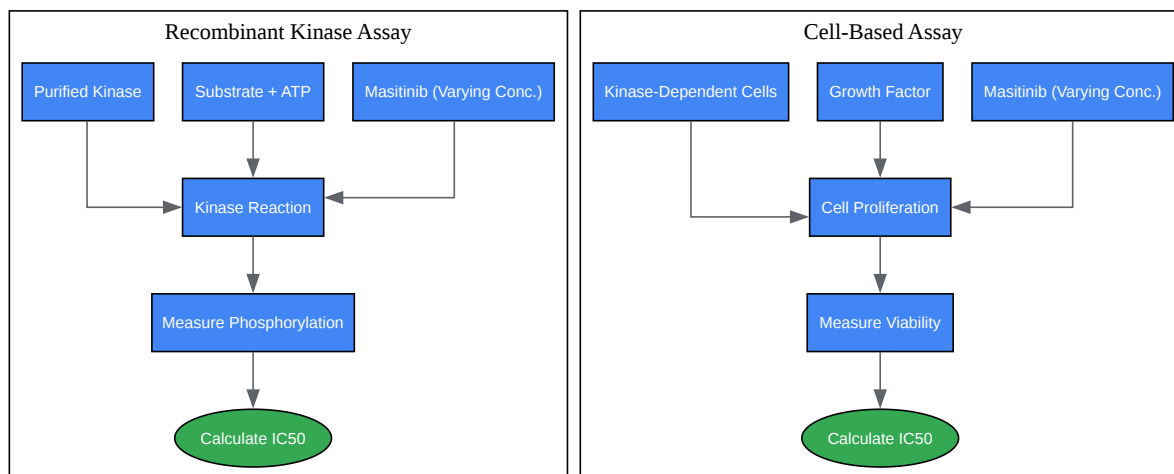 Recombinant Kinase Assay
Purified Kinase
Substrate + ATP
Masitinib (Varying Conc.)
Kinase Reaction
Measure Phosphorylation
Calculate IC50
Cell-Based Assay
Kinase-Dependent Cells
Growth Factor
Masitinib (Varying Conc.)
Cell Proliferation
Measure Viability
Calculate IC50